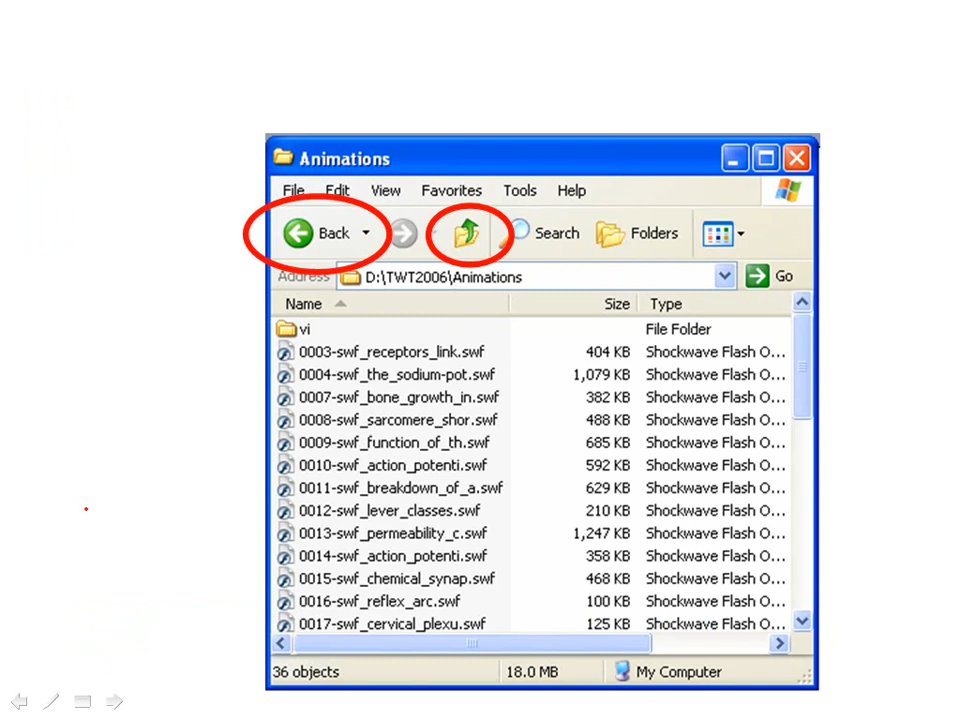 Animations
File Edit View Favorites Tools Help
Back Search Folders
Address D:\TWT2006\Animations Go
Name Size Type
vi File Folder
0003-swf_receptors_link.swf 404 KB Shockwave Flash O...
0004-swf_the_sodium-pot.swf 1,079 KB Shockwave Flash O...
0007-swf_bone_growth_in.swf 382 KB Shockwave Flash O...
0008-swf_sarcomere_shor.swf 488 KB Shockwave Flash O...
0009-swf_function_of_th.swf 685 KB Shockwave Flash O...
0010-swf_action_potenti.swf 592 KB Shockwave Flash O...
0011-swf_breakdown_of_a.swf 629 KB Shockwave Flash O...
0012-swf_lever_classes.swf 210 KB Shockwave Flash O...
0013-swf_permeability_c.swf 1,247 KB Shockwave Flash O...
0014-swf_action_potenti.swf 358 KB Shockwave Flash O...
0015-swf_chemical_synap.swf 468 KB Shockwave Flash O...
0016-swf_reflex_arc.swf 100 KB Shockwave Flash O...
0017-swf_cervical_plexu.swf 125 KB Shockwave Flash O...
36 objects 18.0 MB My Computer